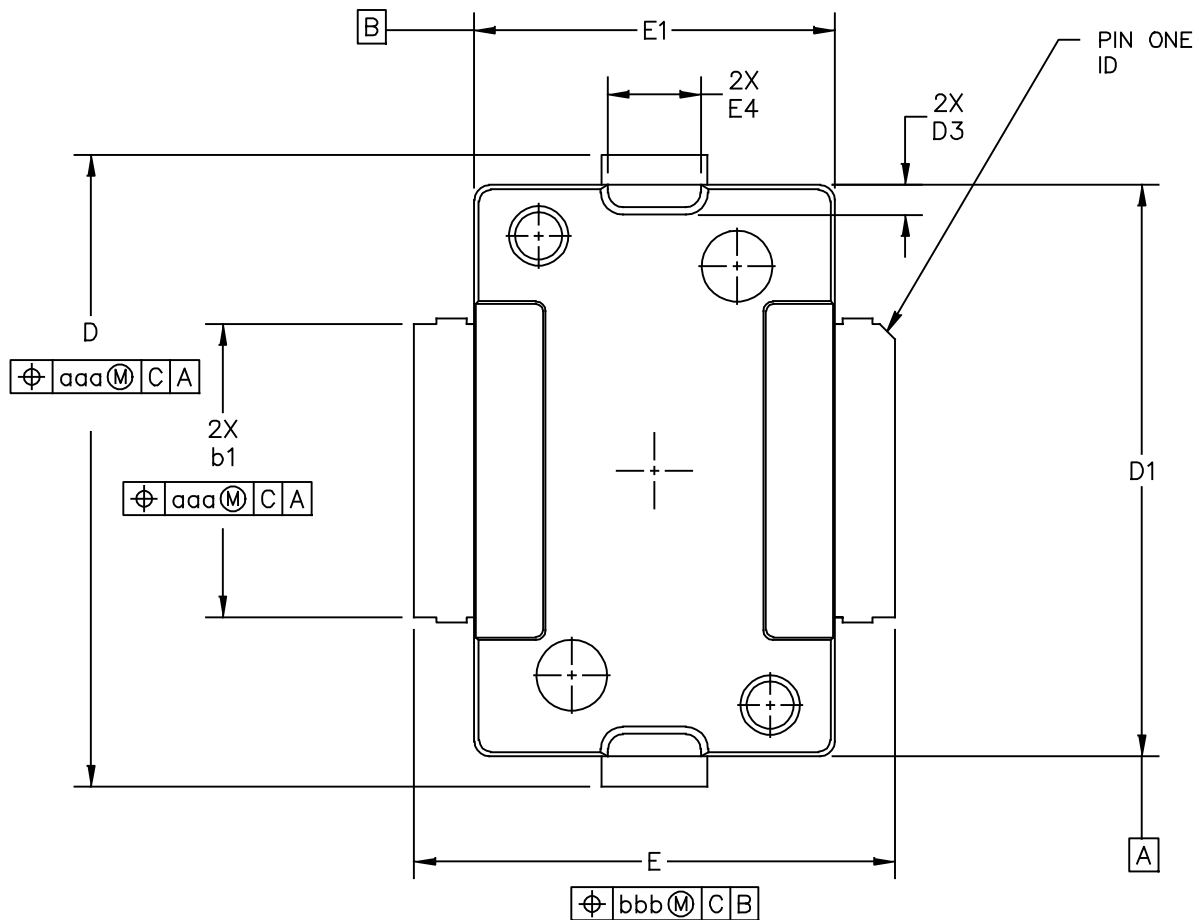 B
E1
PIN ONE
ID
2X
E4
2X
D3
D
⌖ aaa Ⓜ C A
2X
b1
⌖ aaa Ⓜ C A
D1
A
E
⌖ bbb Ⓜ C B